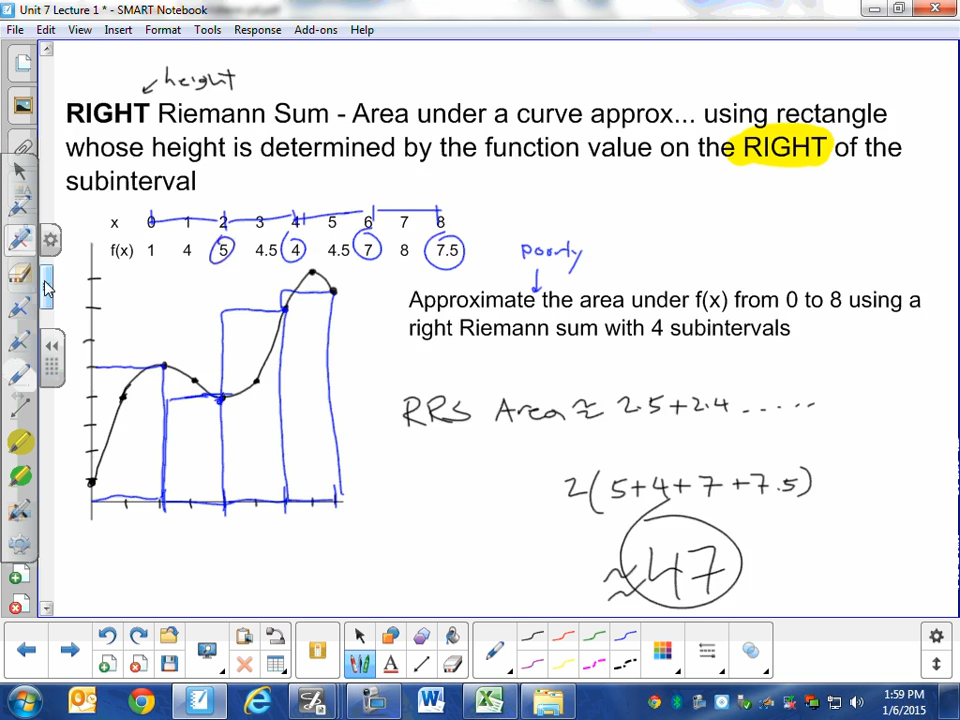 Unit 7 Lecture 1 * - SMART Notebook
File Edit View Insert Format Tools Response Add-ons Help
height
RIGHT Riemann Sum - Area under a curve approx... using rectangle
whose height is determined by the function value on the RIGHT of the
subinterval
x 0 1 2 3 4 5 6 7 8
f(x) 1 4 5 4.5 4 4.5 7 8 7.5
poorly
Approximate the area under f(x) from 0 to 8 using a
right Riemann sum with 4 subintervals
RRS Area ≈ 2·5+2·4 ......
2(5+4+7+7.5)
≈47
1:59 PM
1/6/2015